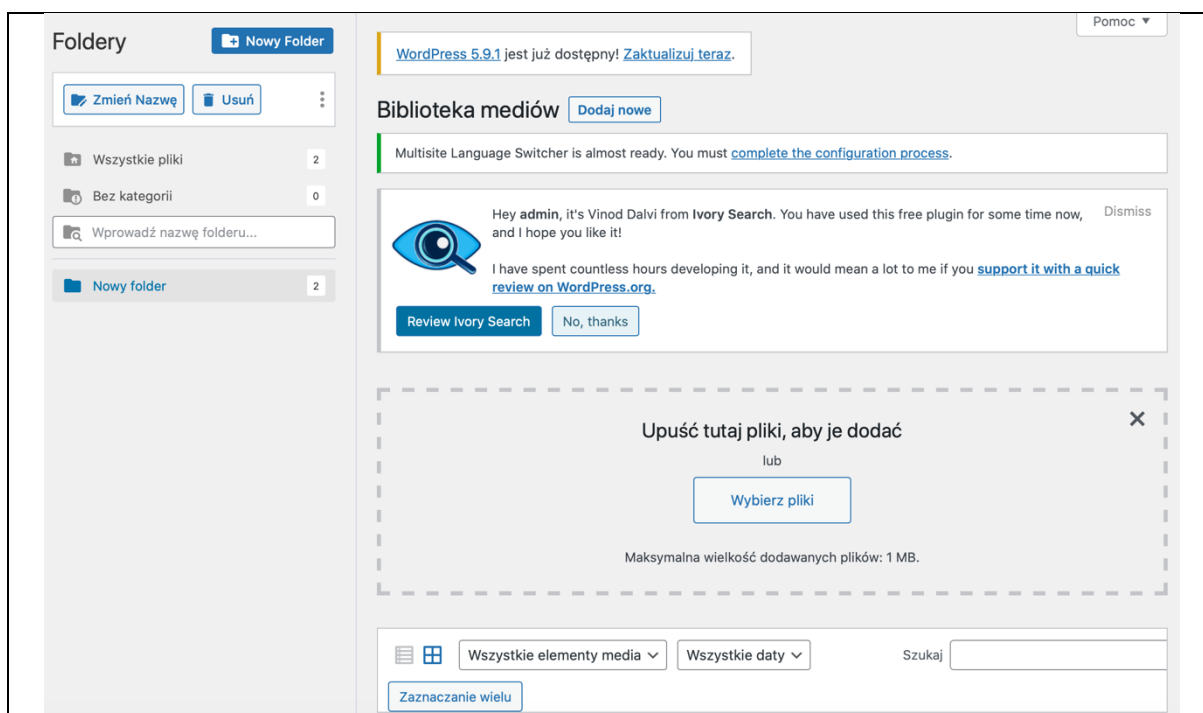 Foldery
Nowy Folder
Zmień Nazwę
Usuń
Wszystkie pliki
2
Bez kategorii
0
Wprowadź nazwę folderu...
Nowy folder
2
Pomoc ▼
WordPress 5.9.1 jest już dostępny! Zaktualizuj teraz.
Biblioteka mediów
Dodaj nowe
Multisite Language Switcher is almost ready. You must complete the configuration process.
Hey admin, it's Vinod Dalvi from Ivory Search. You have used this free plugin for some time now,
and I hope you like it!
Dismiss
I have spent countless hours developing it, and it would mean a lot to me if you support it with a quick
review on WordPress.org.
Review Ivory Search
No, thanks
Upuść tutaj pliki, aby je dodać
lub
Wybierz pliki
Maksymalna wielkość dodawanych plików: 1 MB.
Wszystkie elementy media
Wszystkie daty
Szukaj
Zaznaczanie wielu